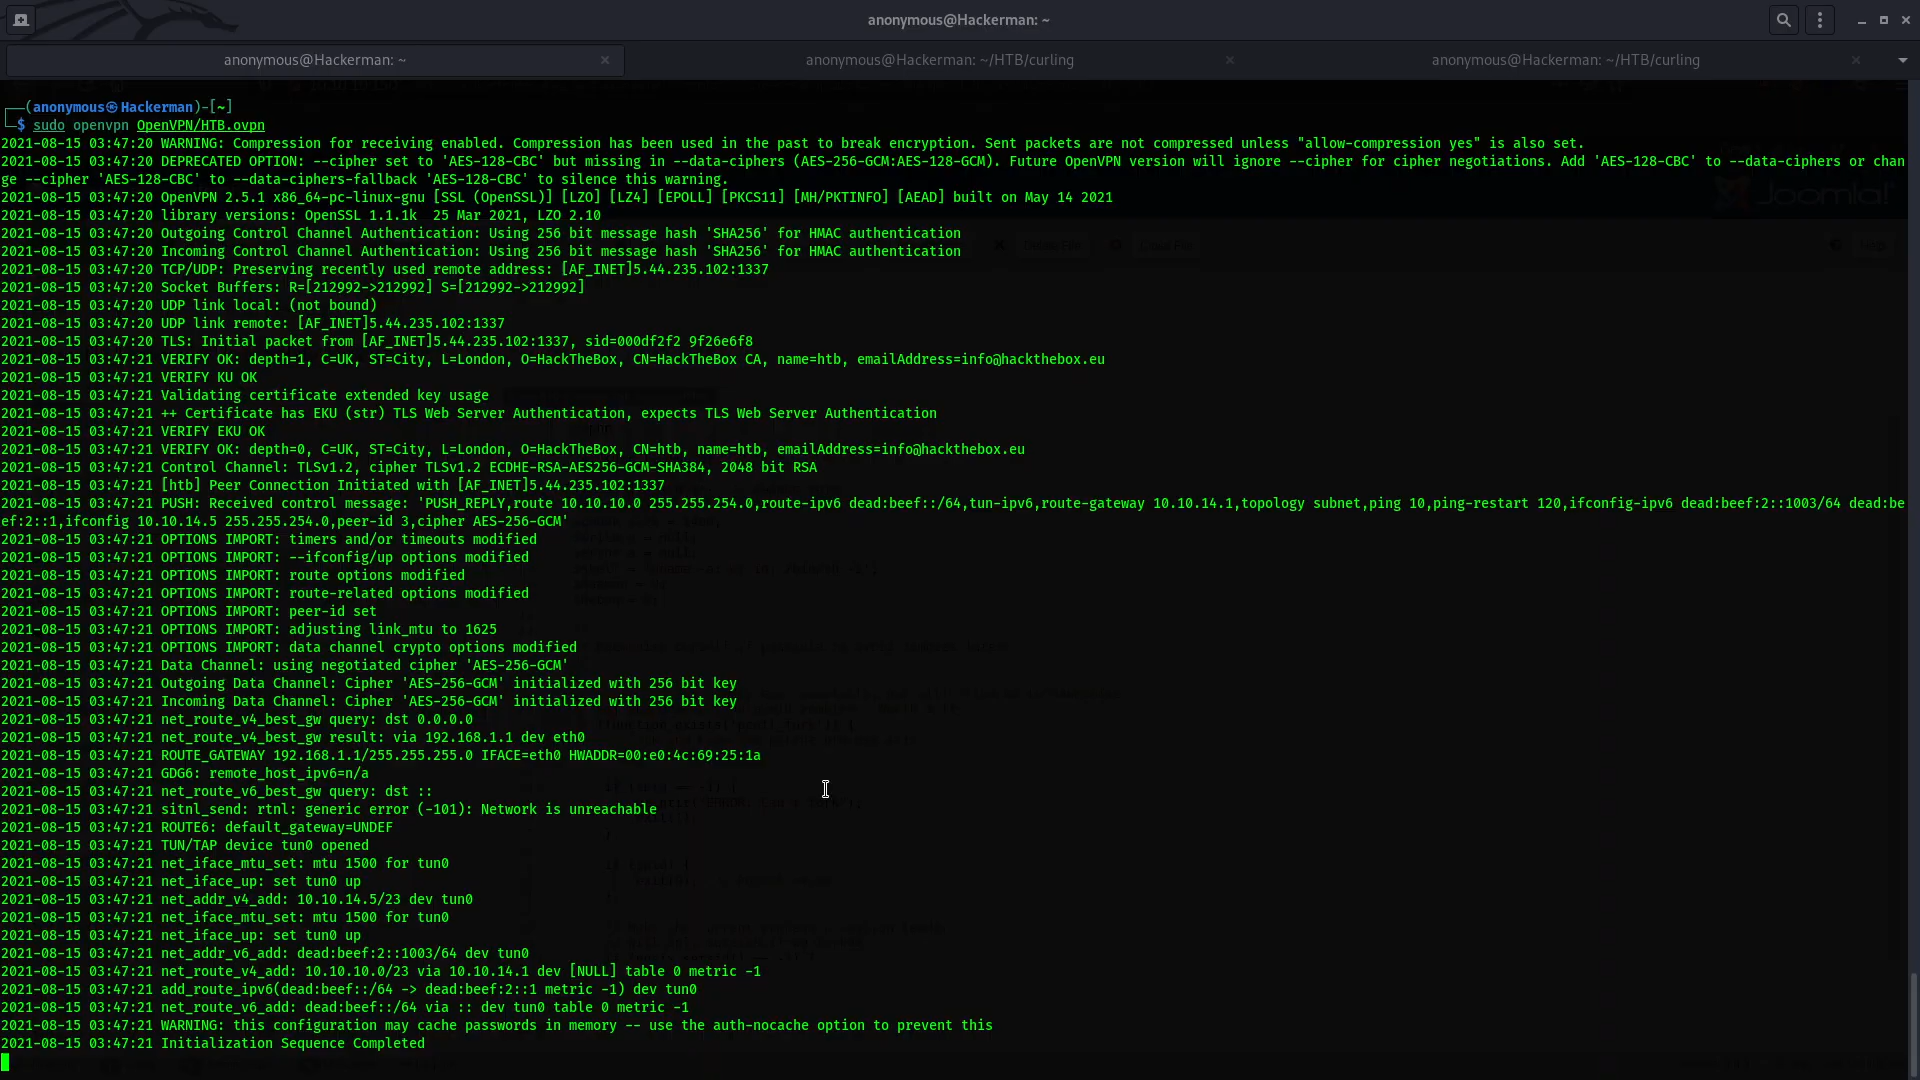 anonymous@Hackerman: ~
anonymous@Hackerman: ~
anonymous@Hackerman: ~/HTB/curling
anonymous@Hackerman: ~/HTB/curling
┌──(anonymous㉿Hackerman)-[~]
└─$ sudo openvpn OpenVPN/HTB.ovpn
2021-08-15 03:47:20 WARNING: Compression for receiving enabled. Compression has been used in the past to break encryption. Sent packets are not compressed unless "allow-compression yes" is also set.
2021-08-15 03:47:20 DEPRECATED OPTION: --cipher set to 'AES-128-CBC' but missing in --data-ciphers (AES-256-GCM:AES-128-GCM). Future OpenVPN version will ignore --cipher for cipher negotiations. Add 'AES-128-CBC' to --data-ciphers or chan
ge --cipher 'AES-128-CBC' to --data-ciphers-fallback 'AES-128-CBC' to silence this warning.
2021-08-15 03:47:20 OpenVPN 2.5.1 x86_64-pc-linux-gnu [SSL (OpenSSL)] [LZO] [LZ4] [EPOLL] [PKCS11] [MH/PKTINFO] [AEAD] built on May 14 2021
2021-08-15 03:47:20 library versions: OpenSSL 1.1.1k  25 Mar 2021, LZO 2.10
2021-08-15 03:47:20 Outgoing Control Channel Authentication: Using 256 bit message hash 'SHA256' for HMAC authentication
2021-08-15 03:47:20 Incoming Control Channel Authentication: Using 256 bit message hash 'SHA256' for HMAC authentication
2021-08-15 03:47:20 TCP/UDP: Preserving recently used remote address: [AF_INET]5.44.235.102:1337
2021-08-15 03:47:20 Socket Buffers: R=[212992->212992] S=[212992->212992]
2021-08-15 03:47:20 UDP link local: (not bound)
2021-08-15 03:47:20 UDP link remote: [AF_INET]5.44.235.102:1337
2021-08-15 03:47:20 TLS: Initial packet from [AF_INET]5.44.235.102:1337, sid=000df2f2 9f26e6f8
2021-08-15 03:47:21 VERIFY OK: depth=1, C=UK, ST=City, L=London, O=HackTheBox, CN=HackTheBox CA, name=htb, emailAddress=info@hackthebox.eu
2021-08-15 03:47:21 VERIFY KU OK
2021-08-15 03:47:21 Validating certificate extended key usage
2021-08-15 03:47:21 ++ Certificate has EKU (str) TLS Web Server Authentication, expects TLS Web Server Authentication
2021-08-15 03:47:21 VERIFY EKU OK
2021-08-15 03:47:21 VERIFY OK: depth=0, C=UK, ST=City, L=London, O=HackTheBox, CN=htb, name=htb, emailAddress=info@hackthebox.eu
2021-08-15 03:47:21 Control Channel: TLSv1.2, cipher TLSv1.2 ECDHE-RSA-AES256-GCM-SHA384, 2048 bit RSA
2021-08-15 03:47:21 [htb] Peer Connection Initiated with [AF_INET]5.44.235.102:1337
2021-08-15 03:47:21 PUSH: Received control message: 'PUSH_REPLY,route 10.10.10.0 255.255.254.0,route-ipv6 dead:beef::/64,tun-ipv6,route-gateway 10.10.14.1,topology subnet,ping 10,ping-restart 120,ifconfig-ipv6 dead:beef:2::1003/64 dead:be
ef:2::1,ifconfig 10.10.14.5 255.255.254.0,peer-id 3,cipher AES-256-GCM'
2021-08-15 03:47:21 OPTIONS IMPORT: timers and/or timeouts modified
2021-08-15 03:47:21 OPTIONS IMPORT: --ifconfig/up options modified
2021-08-15 03:47:21 OPTIONS IMPORT: route options modified
2021-08-15 03:47:21 OPTIONS IMPORT: route-related options modified
2021-08-15 03:47:21 OPTIONS IMPORT: peer-id set
2021-08-15 03:47:21 OPTIONS IMPORT: adjusting link_mtu to 1625
2021-08-15 03:47:21 OPTIONS IMPORT: data channel crypto options modified
2021-08-15 03:47:21 Data Channel: using negotiated cipher 'AES-256-GCM'
2021-08-15 03:47:21 Outgoing Data Channel: Cipher 'AES-256-GCM' initialized with 256 bit key
2021-08-15 03:47:21 Incoming Data Channel: Cipher 'AES-256-GCM' initialized with 256 bit key
2021-08-15 03:47:21 net_route_v4_best_gw query: dst 0.0.0.0
2021-08-15 03:47:21 net_route_v4_best_gw result: via 192.168.1.1 dev eth0
2021-08-15 03:47:21 ROUTE_GATEWAY 192.168.1.1/255.255.255.0 IFACE=eth0 HWADDR=00:e0:4c:69:25:1a
2021-08-15 03:47:21 GDG6: remote_host_ipv6=n/a
2021-08-15 03:47:21 net_route_v6_best_gw query: dst ::
2021-08-15 03:47:21 sitnl_send: rtnl: generic error (-101): Network is unreachable
2021-08-15 03:47:21 ROUTE6: default_gateway=UNDEF
2021-08-15 03:47:21 TUN/TAP device tun0 opened
2021-08-15 03:47:21 net_iface_mtu_set: mtu 1500 for tun0
2021-08-15 03:47:21 net_iface_up: set tun0 up
2021-08-15 03:47:21 net_addr_v4_add: 10.10.14.5/23 dev tun0
2021-08-15 03:47:21 net_iface_mtu_set: mtu 1500 for tun0
2021-08-15 03:47:21 net_iface_up: set tun0 up
2021-08-15 03:47:21 net_addr_v6_add: dead:beef:2::1003/64 dev tun0
2021-08-15 03:47:21 net_route_v4_add: 10.10.10.0/23 via 10.10.14.1 dev [NULL] table 0 metric -1
2021-08-15 03:47:21 add_route_ipv6(dead:beef::/64 -> dead:beef:2::1 metric -1) dev tun0
2021-08-15 03:47:21 net_route_v6_add: dead:beef::/64 via :: dev tun0 table 0 metric -1
2021-08-15 03:47:21 WARNING: this configuration may cache passwords in memory -- use the auth-nocache option to prevent this
2021-08-15 03:47:21 Initialization Sequence Completed